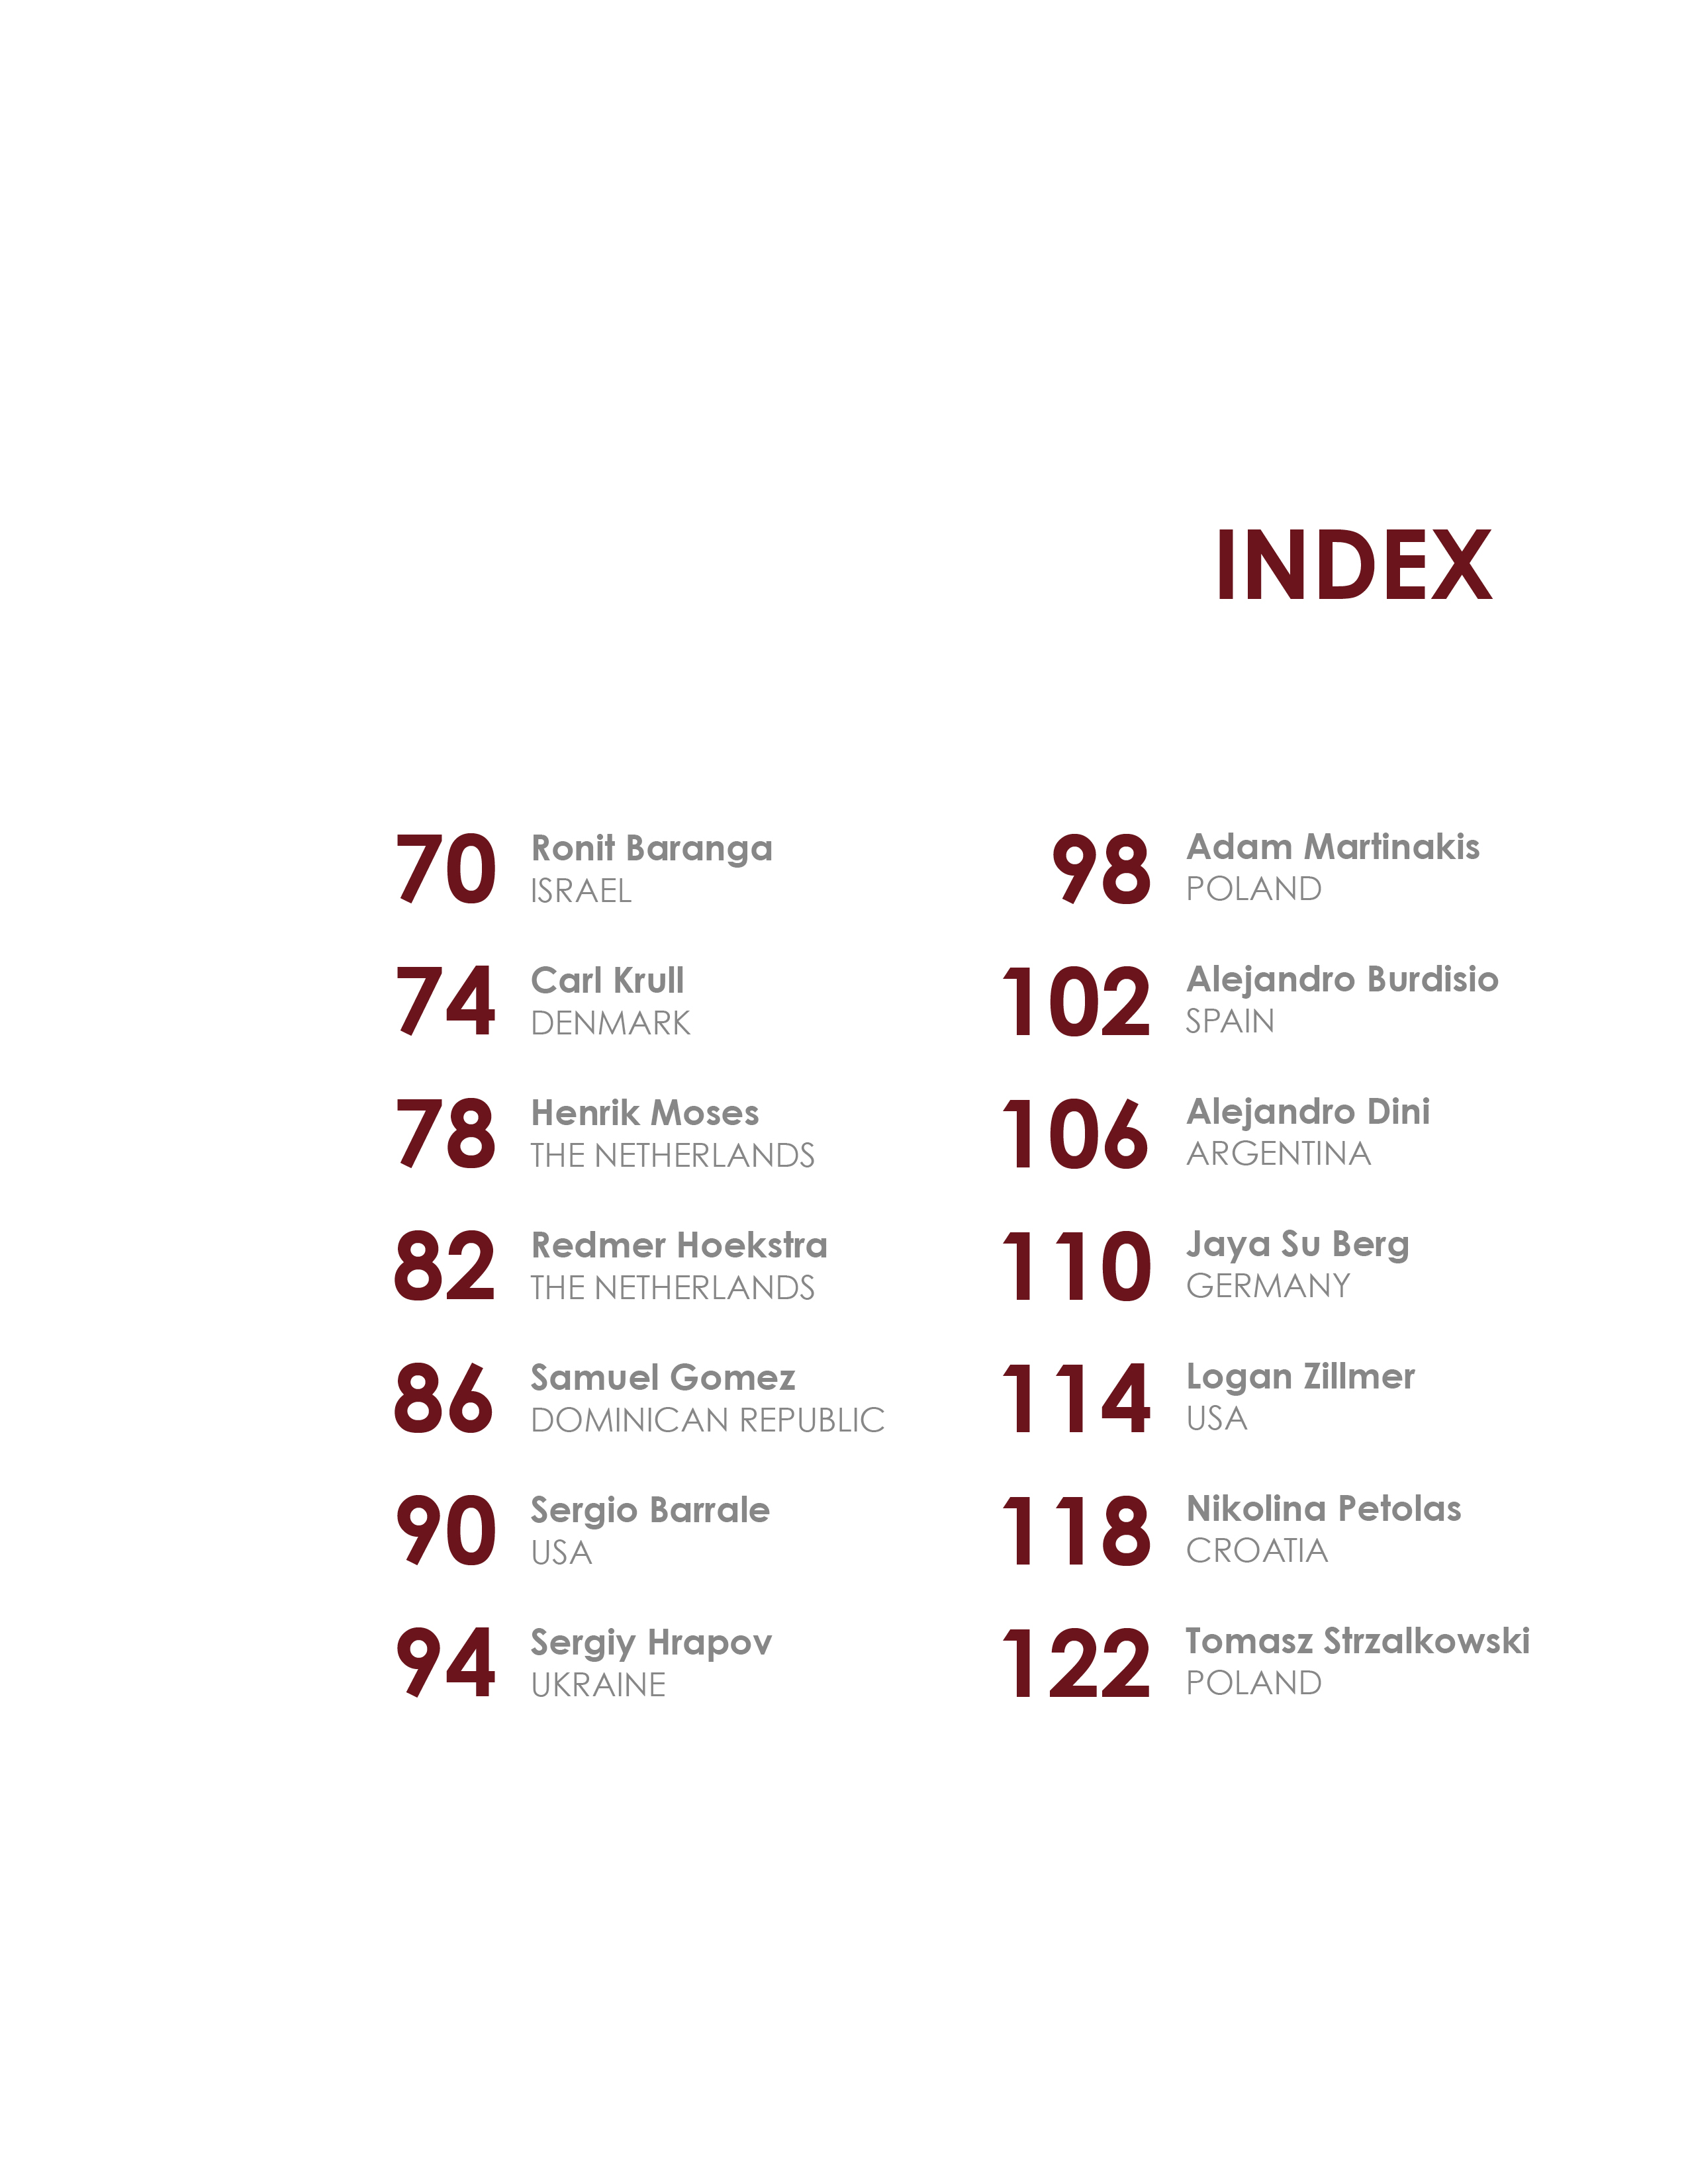 INDEX
70
Ronit Baranga
ISRAEL
74
Carl Krull
DENMARK
78
Henrik Moses
THE NETHERLANDS
82
Redmer Hoekstra
THE NETHERLANDS
86
Samuel Gomez
DOMINICAN REPUBLIC
90
Sergio Barrale
USA
94
Sergiy Hrapov
UKRAINE
98
Adam Martinakis
POLAND
102
Alejandro Burdisio
SPAIN
106
Alejandro Dini
ARGENTINA
110
Jaya Su Berg
GERMANY
114
Logan Zillmer
USA
118
Nikolina Petolas
CROATIA
122
Tomasz Strzalkowski
POLAND